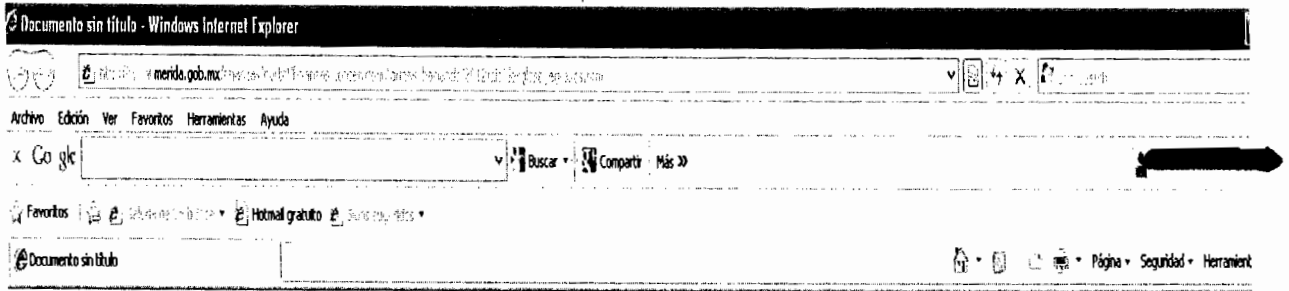 Documento sin título - Windows Internet Explorer
merida.gob.mx
Archivo Edición Ver Favoritos Herramientas Ayuda
x Google Buscar Compartir Más »
Favoritos Hotmail gratuito
Documento sin título Página Seguridad Herramient